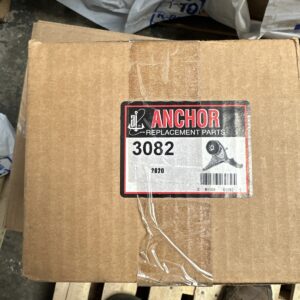 ANCHOR
REPLACEMENT PARTS
3082
2020